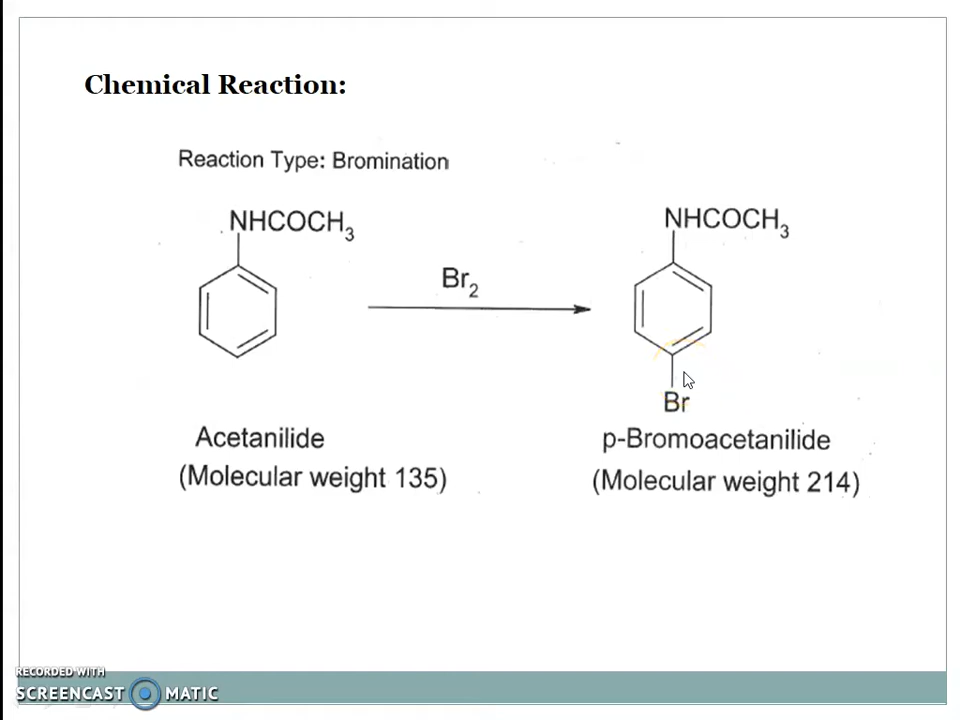 Chemical Reaction:
Reaction Type: Bromination
NHCOCH3
NHCOCH3
Br2
Br
Acetanilide
p-Bromoacetanilide
(Molecular weight 135)
(Molecular weight 214)
RECORDED WITH
SCREENCAST MATIC